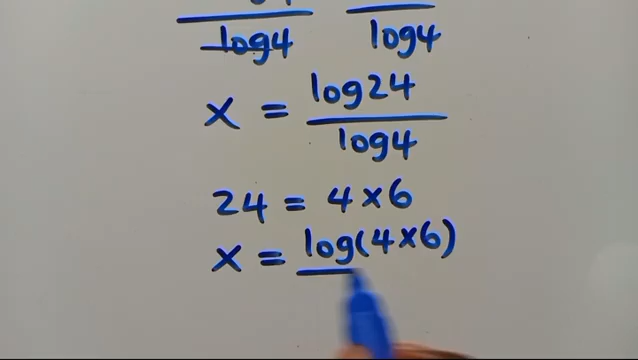 log4 log4
x = log24
log4
24 = 4×6
x = log(4×6)